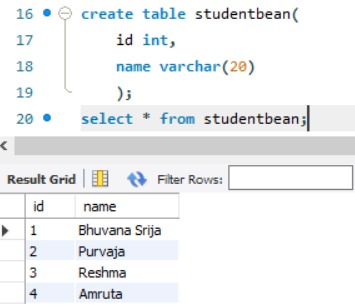 16 create table studentbean(
17 id int,
18 name varchar(20)
19 );
20 select * from studentbean;
Result Grid Filter Rows:
id name
1 Bhuvana Srija
2 Purvaja
3 Reshma
4 Amruta